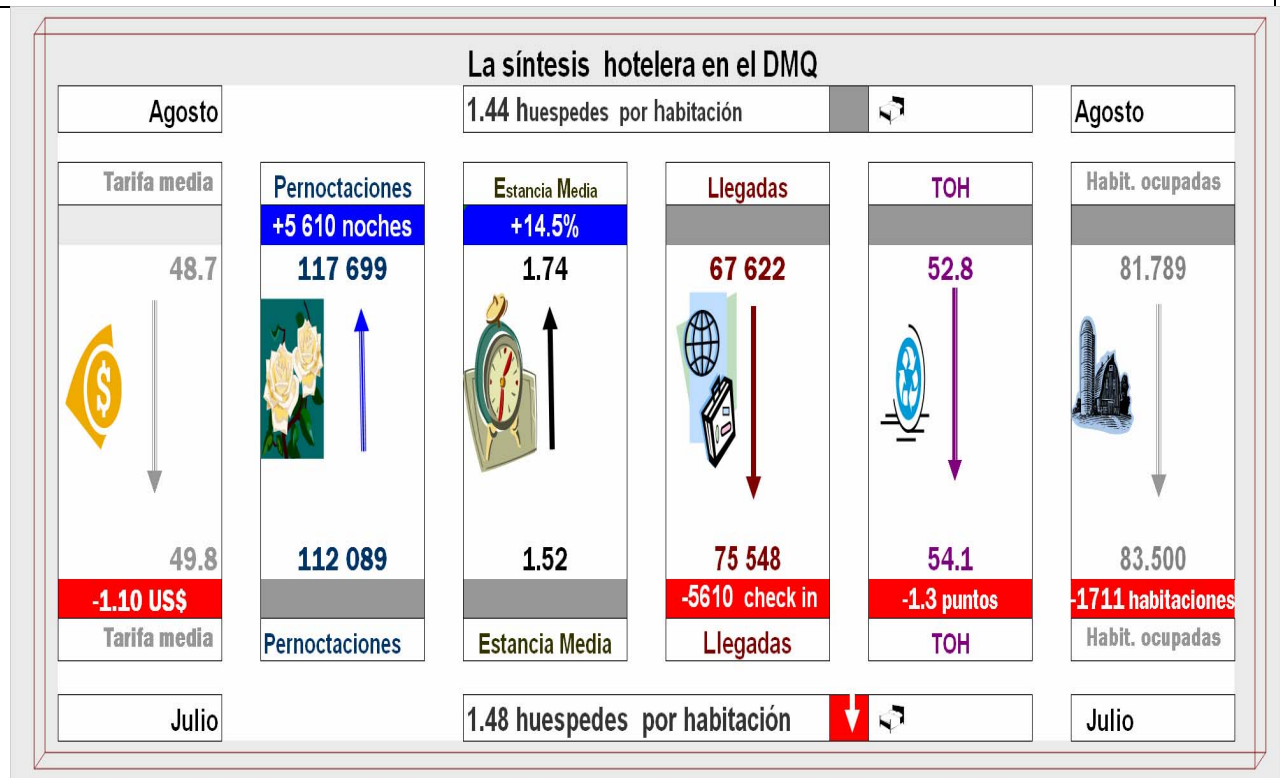 La síntesis hotelera en el DMQ
Agosto
1.44 huespedes por habitación
Agosto
Tarifa media
Pernoctaciones
Estancia Media
Llegadas
TOH
Habit. ocupadas
+5 610 noches
+14.5%
48.7
117 699
1.74
67 622
52.8
81.789
$
49.8
112 089
1.52
75 548
54.1
83.500
-1.10 US$
-5610 check in
-1.3 puntos
-1711 habitaciones
Tarifa media
Pernoctaciones
Estancia Media
Llegadas
TOH
Habit. ocupadas
Julio
1.48 huespedes por habitación
Julio